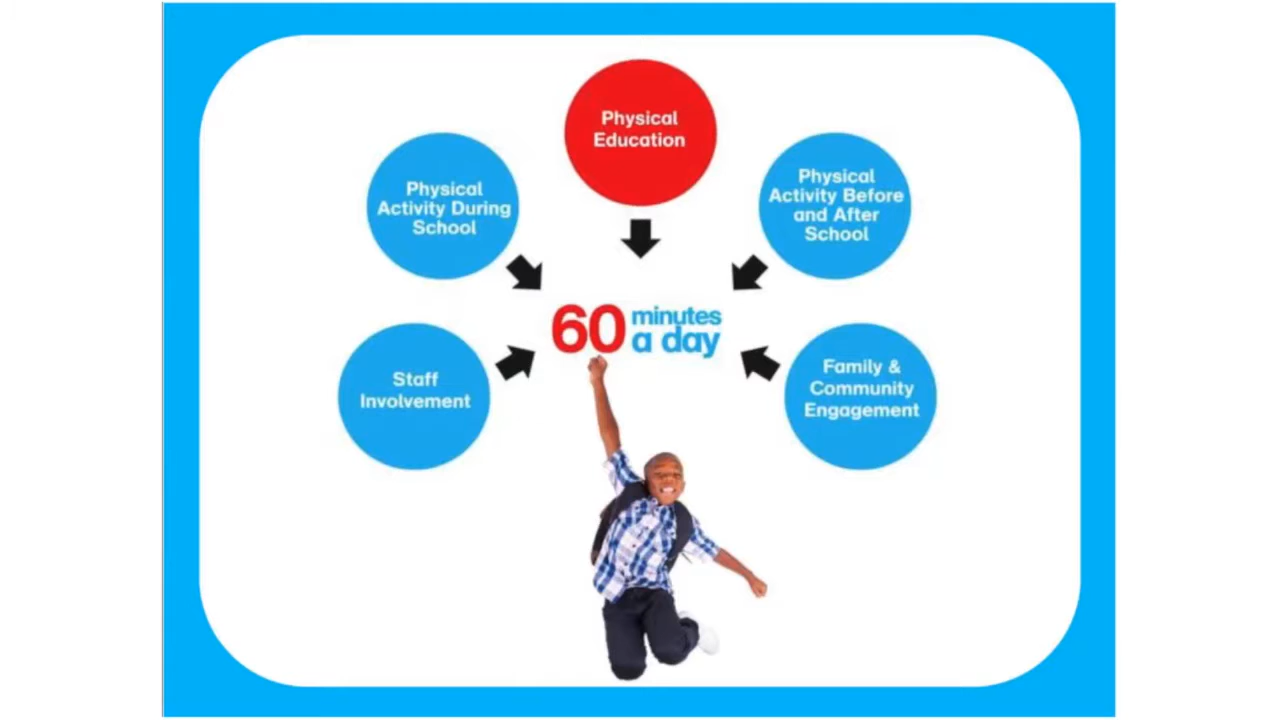 Physical
Education
Physical
Activity During
School
Physical
Activity Before
and After
School
60 minutes
a day
Staff
Involvement
Family &
Community
Engagement